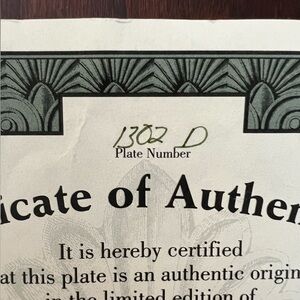 1302 D
Plate Number
icate of Authen
It is hereby certified
at this plate is an authentic origin
in the limited edition of